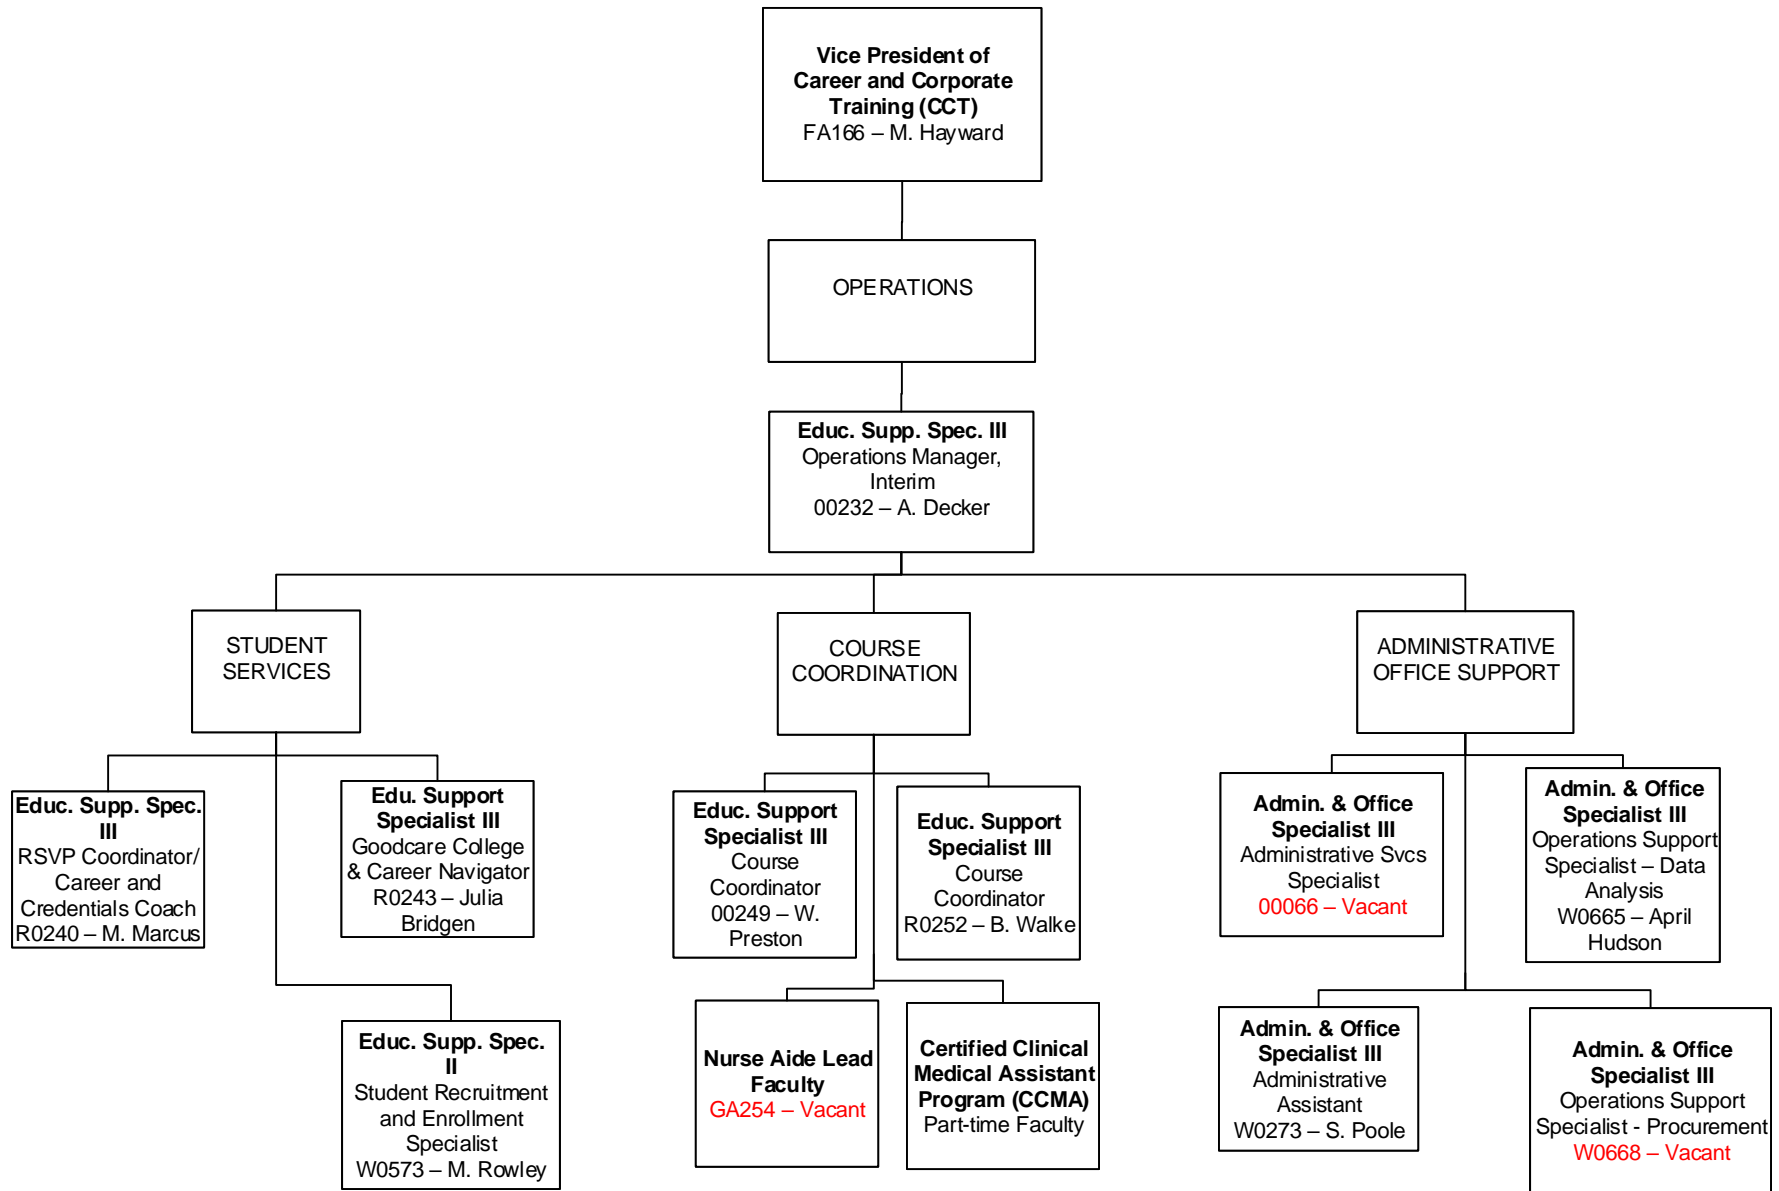 Vice President of
Career and Corporate
Training (CCT)
FA166 – M. Hayward
OPERATIONS
Educ. Supp. Spec. III
Operations Manager,
Interim
00232 – A. Decker
STUDENT
SERVICES
COURSE
COORDINATION
ADMINISTRATIVE
OFFICE SUPPORT
Educ. Supp. Spec.
III
RSVP Coordinator/
Career and
Credentials Coach
R0240 – M. Marcus
Edu. Support
Specialist III
Goodcare College
& Career Navigator
R0243 – Julia
Bridgen
Educ. Supp. Spec.
II
Student Recruitment
and Enrollment
Specialist
W0573 – M. Rowley
Educ. Support
Specialist III
Course
Coordinator
00249 – W.
Preston
Educ. Support
Specialist III
Course
Coordinator
R0252 – B. Walke
Nurse Aide Lead
Faculty
GA254 – Vacant
Certified Clinical
Medical Assistant
Program (CCMA)
Part-time Faculty
Admin. & Office
Specialist III
Administrative Svcs
Specialist
00066 – Vacant
Admin. & Office
Specialist III
Operations Support
Specialist – Data
Analysis
W0665 – April
Hudson
Admin. & Office
Specialist III
Administrative
Assistant
W0273 – S. Poole
Admin. & Office
Specialist III
Operations Support
Specialist - Procurement
W0668 – Vacant